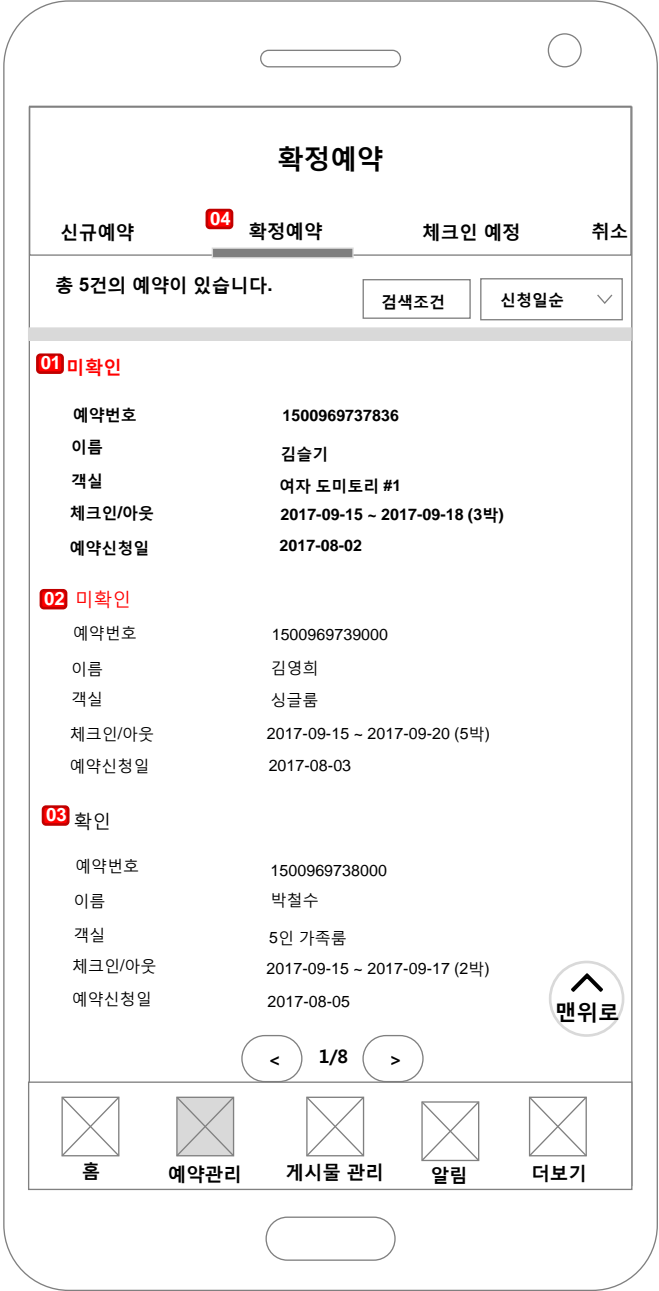 확정예약
신규예약 04 확정예약 체크인 예정 취소
총 5건의 예약이 있습니다.
검색조건 신청일순
01 미확인
예약번호 1500969737836
이름 김슬기
객실 여자 도미토리 #1
체크인/아웃 2017-09-15 ~ 2017-09-18 (3박)
예약신청일 2017-08-02
02 미확인
예약번호 1500969739000
이름 김영희
객실 싱글룸
체크인/아웃 2017-09-15 ~ 2017-09-20 (5박)
예약신청일 2017-08-03
03 확인
예약번호 1500969738000
이름 박철수
객실 5인 가족룸
체크인/아웃 2017-09-15 ~ 2017-09-17 (2박)
예약신청일 2017-08-05
맨위로
< 1/8 >
홈 예약관리 게시물 관리 알림 더보기